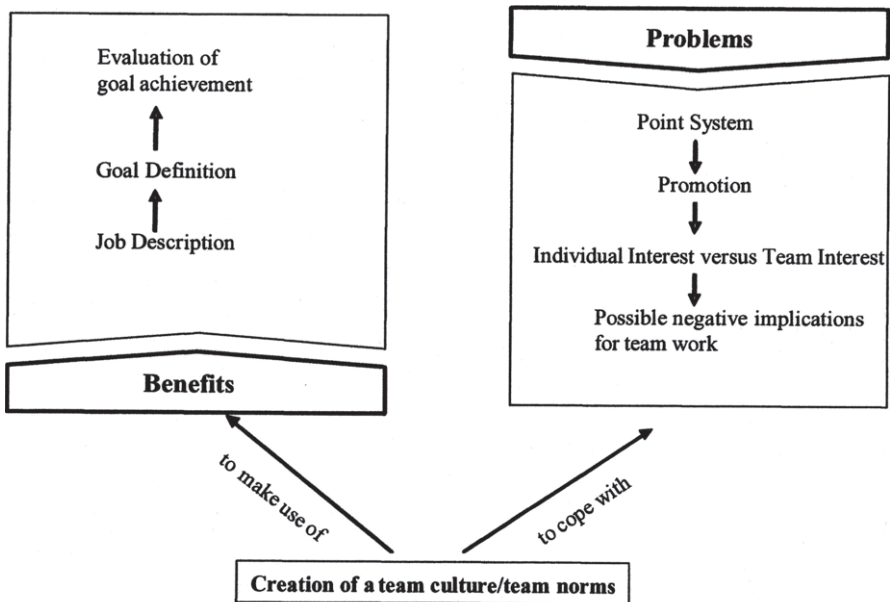 Evaluation of
goal achievement
Goal Definition
Job Description
Benefits
Problems
Point System
Promotion
Individual Interest versus Team Interest
Possible negative implications
for team work
to make use of
to cope with
Creation of a team culture/team norms